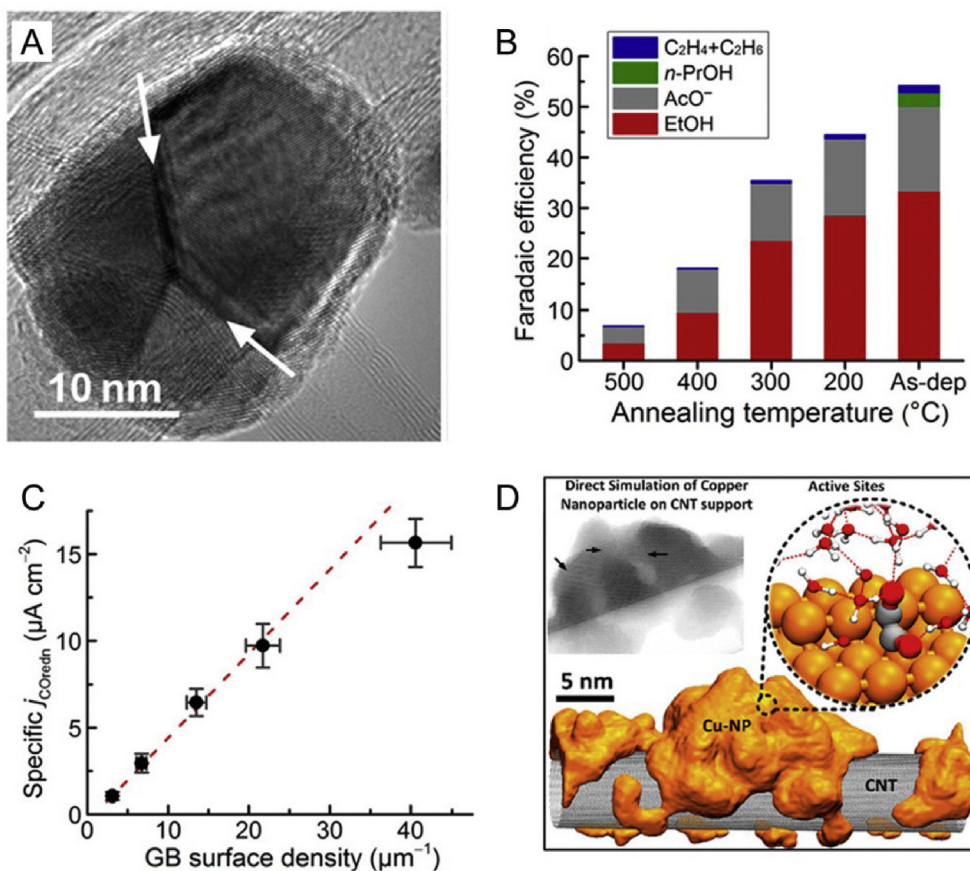 A
10 nm
B
C₂H₄+C₂H₆
n-PrOH
AcO⁻
EtOH
Faradaic efficiency (%)
60
50
40
30
20
10
0
500 400 300 200 As-dep
Annealing temperature (°C)
C
Specific jCOredn (µA cm⁻²)
15
10
5
0
0 10 20 30 40
GB surface density (µm⁻¹)
D
Direct Simulation of Copper
Nanoparticle on CNT support
Active Sites
5 nm
Cu-NP
CNT